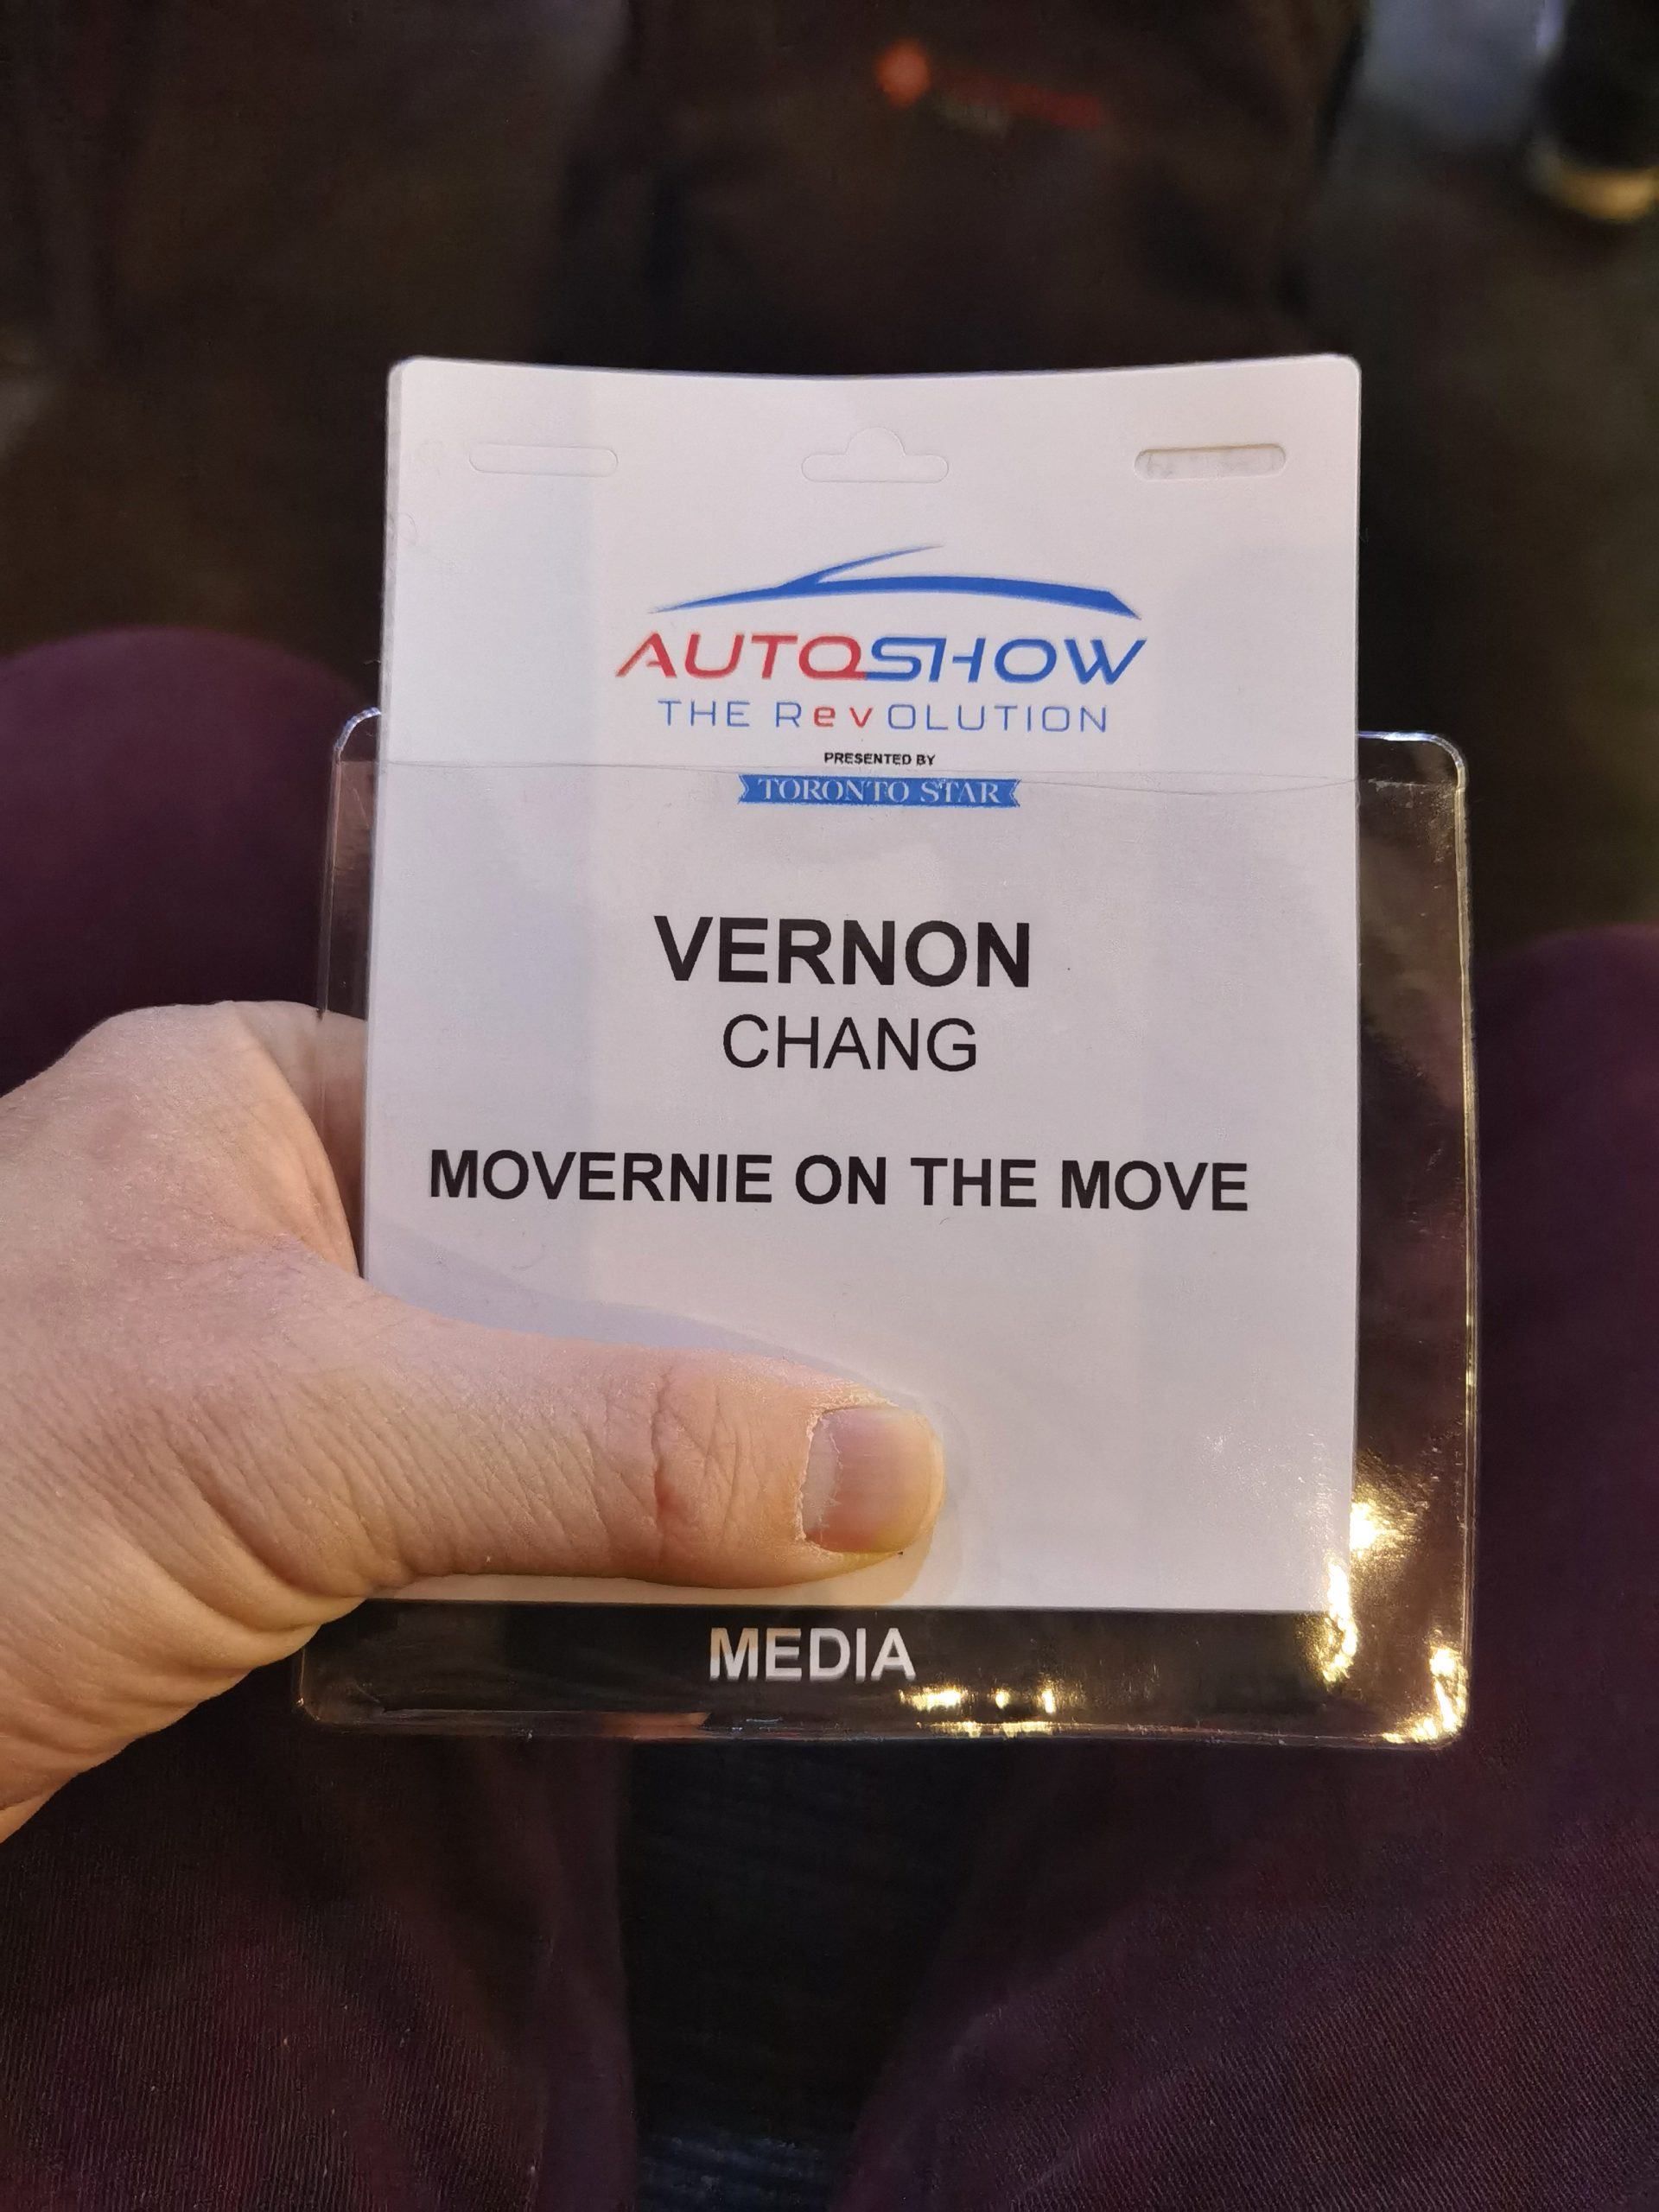 AUTOSHOW
THE RevOLUTION
PRESENTED BY
TORONTO STAR
VERNON
CHANG
MOVERNIE ON THE MOVE
MEDIA